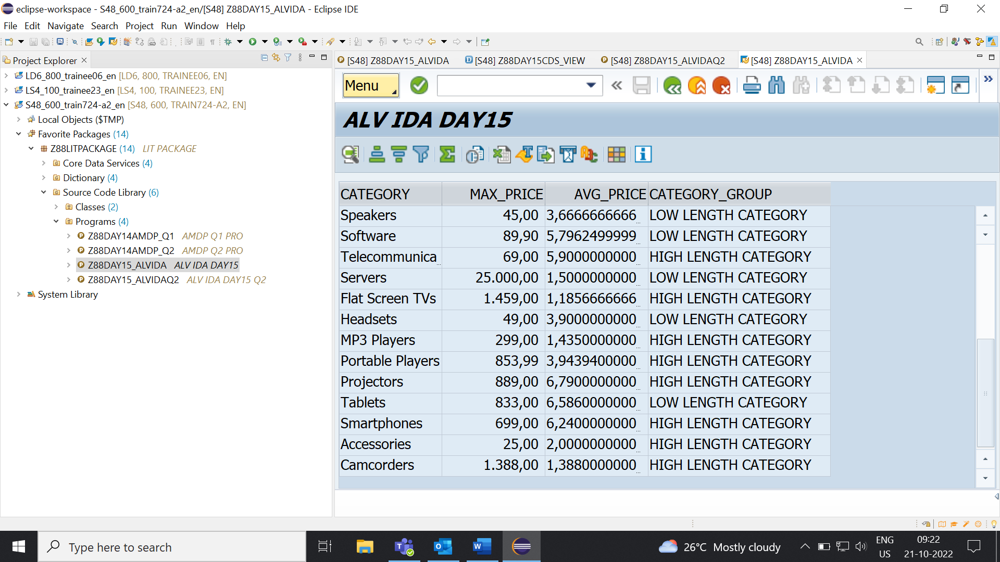 eclipse-workspace - S48_600_train724-a2_en/[S48] Z88DAY15_ALVIDA - Eclipse IDE
File Edit Navigate Search Project Run Window Help
Project Explorer
LD6_800_trainee06_en [LD6, 800, TRAINEE06, EN]
LS4_100_trainee23_en [LS4, 100, TRAINEE23, EN]
S48_600_train724-a2_en [S48, 600, TRAIN724-A2, EN]
Local Objects ($TMP)
Favorite Packages (14)
Z88LITPACKAGE (14) LIT PACKAGE
Core Data Services (4)
Dictionary (4)
Source Code Library (6)
Classes (2)
Programs (4)
Z88DAY14AMDP_Q1 AMDP Q1 PRO
Z88DAY14AMDP_Q2 AMDP Q2 PRO
Z88DAY15_ALVIDA ALV IDA DAY15
Z88DAY15_ALVIDAQ2 ALV IDA DAY15 Q2
System Library
[S48] Z88DAY15_ALVIDA [S48] Z88DAY15CDS_VIEW [S48] Z88DAY15_ALVIDAQ2 [S48] Z88DAY15_ALVIDA
Menu
ALV IDA DAY15
CATEGORY MAX_PRICE AVG_PRICE CATEGORY_GROUP
Speakers 45,00 3,6666666666... LOW LENGTH CATEGORY
Software 89,90 5,7962499999... LOW LENGTH CATEGORY
Telecommunica... 69,00 5,9000000000... HIGH LENGTH CATEGORY
Servers 25.000,00 1,5000000000... LOW LENGTH CATEGORY
Flat Screen TVs 1.459,00 1,1856666666... HIGH LENGTH CATEGORY
Headsets 49,00 3,9000000000... LOW LENGTH CATEGORY
MP3 Players 299,00 1,4350000000... HIGH LENGTH CATEGORY
Portable Players 853,99 3,9439400000... HIGH LENGTH CATEGORY
Projectors 889,00 6,7900000000... HIGH LENGTH CATEGORY
Tablets 833,00 6,5860000000... LOW LENGTH CATEGORY
Smartphones 699,00 6,2400000000... HIGH LENGTH CATEGORY
Accessories 25,00 2,0000000000... HIGH LENGTH CATEGORY
Camcorders 1.388,00 1,3880000000... HIGH LENGTH CATEGORY
Type here to search
26°C Mostly cloudy
ENG
US
09:22
21-10-2022